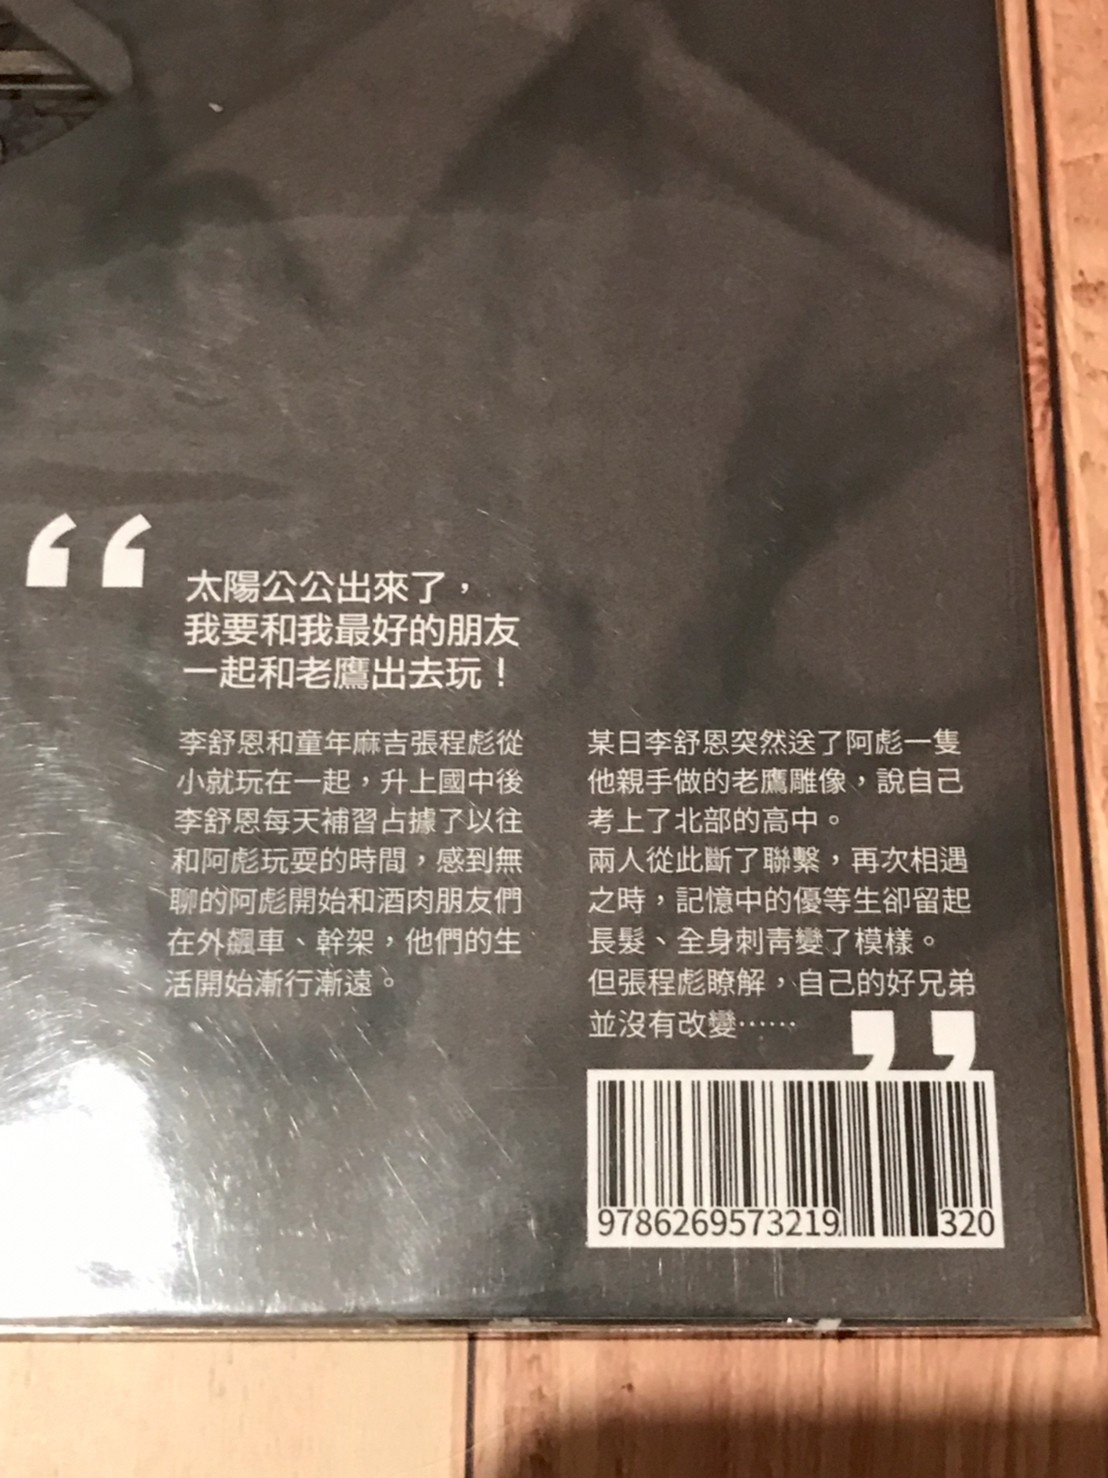 “
太陽公公出來了，
我要和我最好的朋友
一起和老鷹出去玩！
李舒恩和童年麻吉張程彪從
小就玩在一起，升上國中後
李舒恩每天補習占據了以往
和阿彪玩耍的時間，感到無
聊的阿彪開始和酒肉朋友們
在外飆車、幹架，他們的生
活開始漸行漸遠。
某日李舒恩突然送了阿彪一隻
他親手做的老鷹雕像，說自己
考上了北部的高中。
兩人從此斷了聯繫，再次相遇
之時，記憶中的優等生卻留起
長髮、全身刺青變了模樣。
但張程彪瞭解，自己的好兄弟
並沒有改變……
”
9786269573219 320